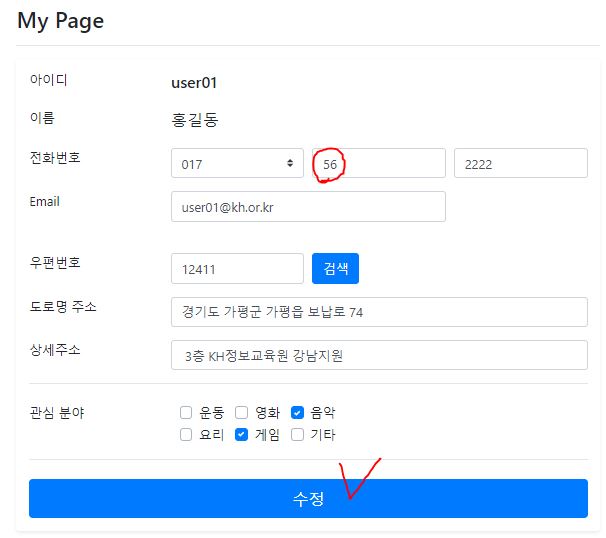 My Page
아이디 user01
이름 홍길동
전화번호 017 56 2222
Email user01@kh.or.kr
우편번호 12411 검색
도로명 주소 경기도 가평군 가평읍 보납로 74
상세주소 3층 KH정보교육원 강남지원
관심 분야 운동 영화 음악
요리 게임 기타
수정